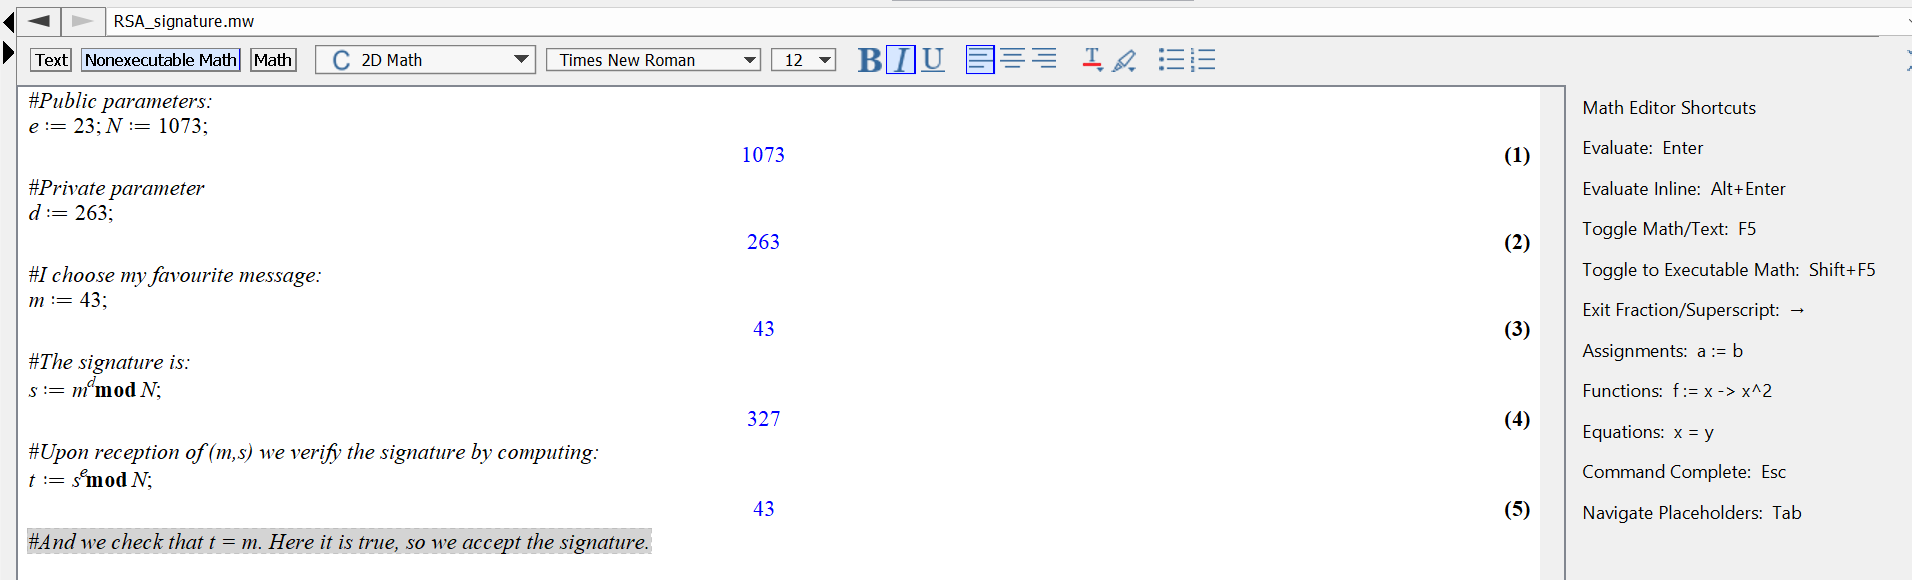 RSA_signature.mw
Text Nonexecutable Math Math C 2D Math Times New Roman 12 B I U T
#Public parameters:
e := 23; N := 1073;
1073 (1)
#Private parameter
d := 263;
263 (2)
#I choose my favourite message:
m := 43;
43 (3)
#The signature is:
s := m^d mod N;
327 (4)
#Upon reception of (m,s) we verify the signature by computing:
t := s^e mod N;
43 (5)
#And we check that t = m. Here it is true, so we accept the signature.
Math Editor Shortcuts
Evaluate: Enter
Evaluate Inline: Alt+Enter
Toggle Math/Text: F5
Toggle to Executable Math: Shift+F5
Exit Fraction/Superscript: →
Assignments: a := b
Functions: f := x -> x^2
Equations: x = y
Command Complete: Esc
Navigate Placeholders: Tab